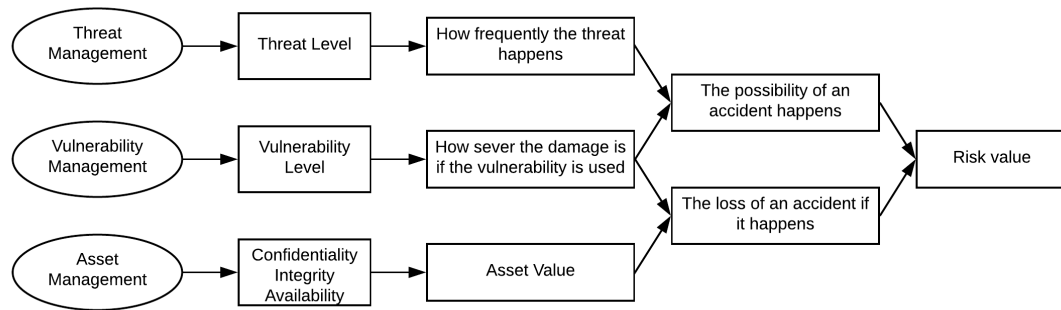 Threat
Management
Threat Level
How frequently the threat
happens
Vulnerability
Management
Vulnerability
Level
How sever the damage is
if the vulnerability is used
Asset
Management
Confidentiality
Integrity
Availability
Asset Value
The possibility of an
accident happens
The loss of an accident if
it happens
Risk value